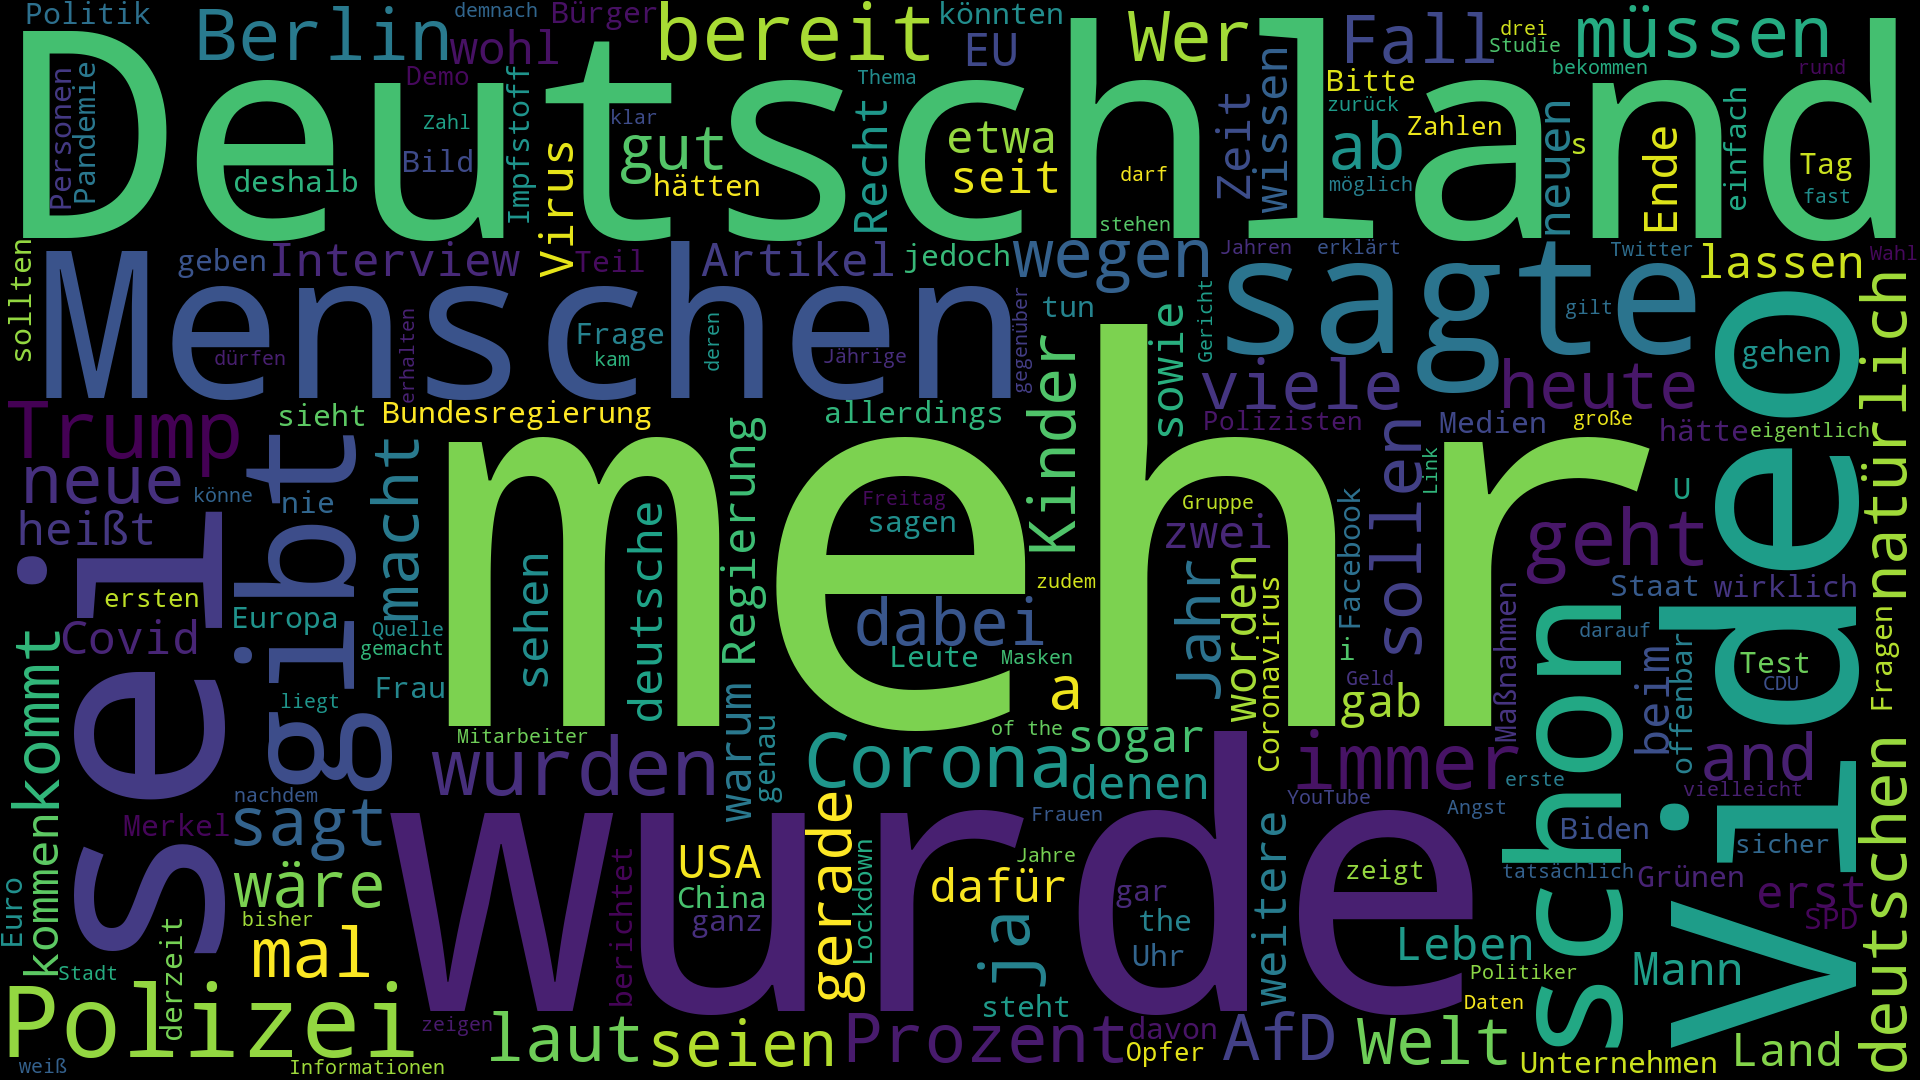 Politik
Berlin
wohl
demnach
Bürger
bereit
könnten
EU
Wer
Fall
drei
Studie
müssen
bekommen
rund
Deutschland
Personen
Pandemie
Demo
Zahl
Bild
deshalb
Impfstoff
Virus
klar
gut
hätten
Thema
Recht
etwa
seit
darf
stehen
Zeit
Wissen
Bitte
zurück
ab
möglich
Zahlen
s
neuen
Ende
einfach
Tag
fast
sollten
geben
Interview
Teil
Artikel
jedoch
wegen
Jahren
erklärt
Twitter
lassen
Wahl
Menschen
dürfen
erhalten
Frage
kam
deren
Jährige
gegenüber
tun
sowie
Gericht
sagte
gilt
Video
gehen
natürlich
Trump
sieht
Bundesregierung
allerdings
Kinder
viele
Polizisten
heute
Medien
große
hätte
eigentlich
neue
könne
nie
heißt
gibt
macht
mehr
sehen
deutsche
Regierung
Freitag
sagen
zudem
Gruppe
zwei
Facebook
sollen
Link
u
geht
sei
ersten
Covid
Europa
Quelle
gemacht
Frau
liegt
kommenkommt
dabei
Leute
Masken
a
of the
Jahr
worden
Coronavirus
i
Geld
gab
Maßnahmen
schon
Staat
wirklich
darauf
beim
offenbar
Test
CDU
Fragen
Mitarbeiter
wurden
warum
genau
Corona
sogar
denen
immer
erste
and
vielleicht
deutschen
nachdem
Merkel
sagt
wurde
gerade
Lockdown
Frauen
Jahre
YouTube
Angst
Biden
sicher
wäre
bisher
mal
berichtet
USA
China
ganz
dafür
ja
steht
gar
the
Uhr
weitere
zeigt
Leben
tatsächlich
Grünen
erst
SPD
Euro
Stadt
derzeit
Politiker
Daten
Mann
Polizei
zeigen
laut
seien
Prozent
davon
Opfer
AfD
Welt
Unternehmen
Land
weiß
Informationen